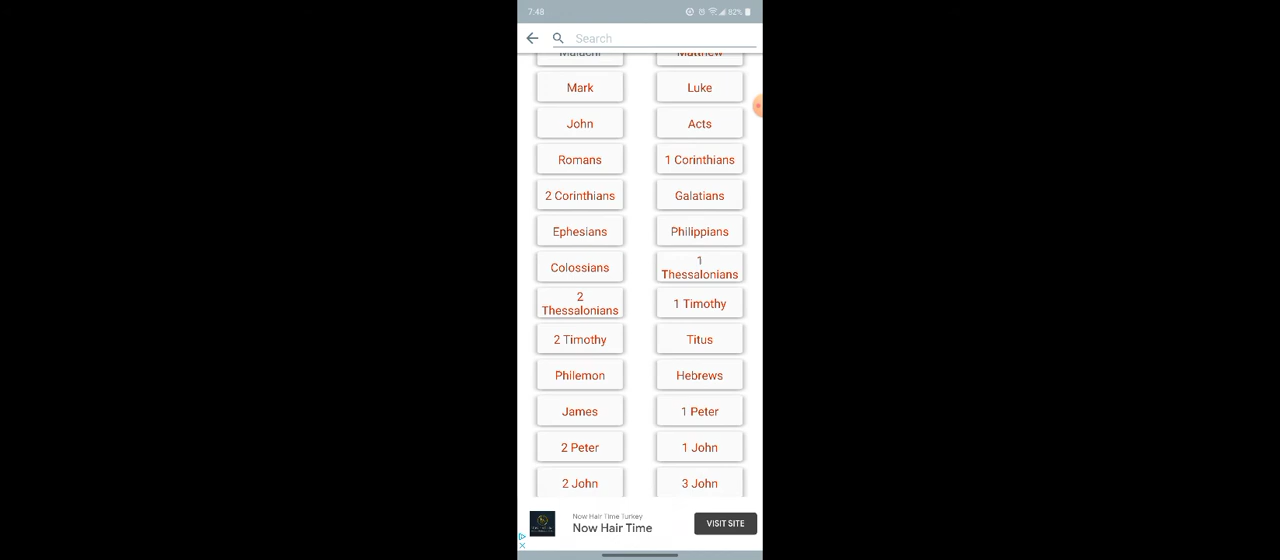 7:48 82%
Search
Malachi Matthew
Mark Luke
John Acts
Romans 1 Corinthians
2 Corinthians Galatians
Ephesians Philippians
Colossians 1 Thessalonians
2 Thessalonians 1 Timothy
2 Timothy Titus
Philemon Hebrews
James 1 Peter
2 Peter 1 John
2 John 3 John
Now Hair Time Turkey
Now Hair Time VISIT SITE